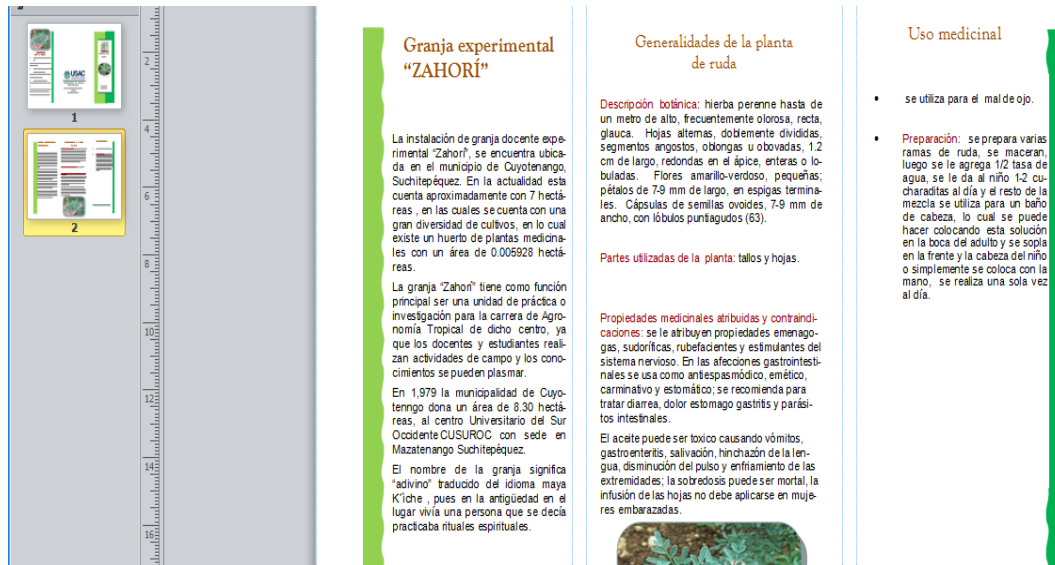 1
2
2
4
6
8
10
12
14
16
Granja experimental
“ZAHORÍ”
La instalación de granja docente expe-
rimental “Zahorí”, se encuentra ubica-
da en el municipio de Cuyotenango,
Suchitepéquez. En la actualidad esta
cuenta aproximadamente con 7 hectá-
reas , en las cuales se cuenta con una
gran diversidad de cultivos, en lo cual
existe un huerto de plantas medicina-
les con un área de 0.005928 hectá-
reas.
La granja “Zahorí” tiene como función
principal ser una unidad de práctica o
investigación para la carrera de Agro-
nomía Tropical de dicho centro, ya
que los docentes y estudiantes reali-
zan actividades de campo y los cono-
cimientos se pueden plasmar.
En 1,979 la municipalidad de Cuyo-
tenngo dona un área de 8.30 hectá-
reas, al centro Universitario del Sur
Occidente CUSUROC con sede en
Mazatenango Suchitepéquez.
El nombre de la granja significa
“adivino” traducido del idioma maya
K´iche , pues en la antigüedad en el
lugar vivía una persona que se decía
practicaba rituales espirituales.
Generalidades de la planta
de ruda
Descripción botánica: hierba perenne hasta de
un metro de alto, frecuentemente olorosa, recta,
glauca. Hojas alternas, doblemente divididas,
segmentos angostos, oblongas u obovadas, 1.2
cm de largo, redondas en el ápice, enteras o lo-
buladas. Flores amarillo-verdoso, pequeñas;
pétalos de 7-9 mm de largo, en espigas termina-
les. Cápsulas de semillas ovoides, 7-9 mm de
ancho, con lóbulos puntiagudos (63).
Partes utilizadas de la planta: tallos y hojas.
Propiedades medicinales atribuidas y contraindi-
caciones: se le atribuyen propiedades emenago-
gas, sudoríficas, rubefacientes y estimulantes del
sistema nervioso. En las afecciones gastrointesti-
nales se usa como antiespasmódico, emético,
carminativo y estomático; se recomienda para
tratar diarrea, dolor estomago gastritis y parási-
tos intestinales.
El aceite puede ser toxico causando vómitos,
gastroenteritis, salivación, hinchazón de la len-
gua, disminución del pulso y enfriamiento de las
extremidades; la sobredosis puede ser mortal, la
infusión de las hojas no debe aplicarse en muje-
res embarazadas.
Uso medicinal
• se utiliza para el mal de ojo.
• Preparación: se prepara varias
ramas de ruda, se maceran,
luego se le agrega 1/2 tasa de
agua, se le da al niño 1-2 cu-
charaditas al día y el resto de la
mezcla se utiliza para un baño
de cabeza, lo cual se puede
hacer colocando esta solución
en la boca del adulto y se sopla
en la frente y la cabeza del niño
o simplemente se coloca con la
mano, se realiza una sola vez
al día.
USAC